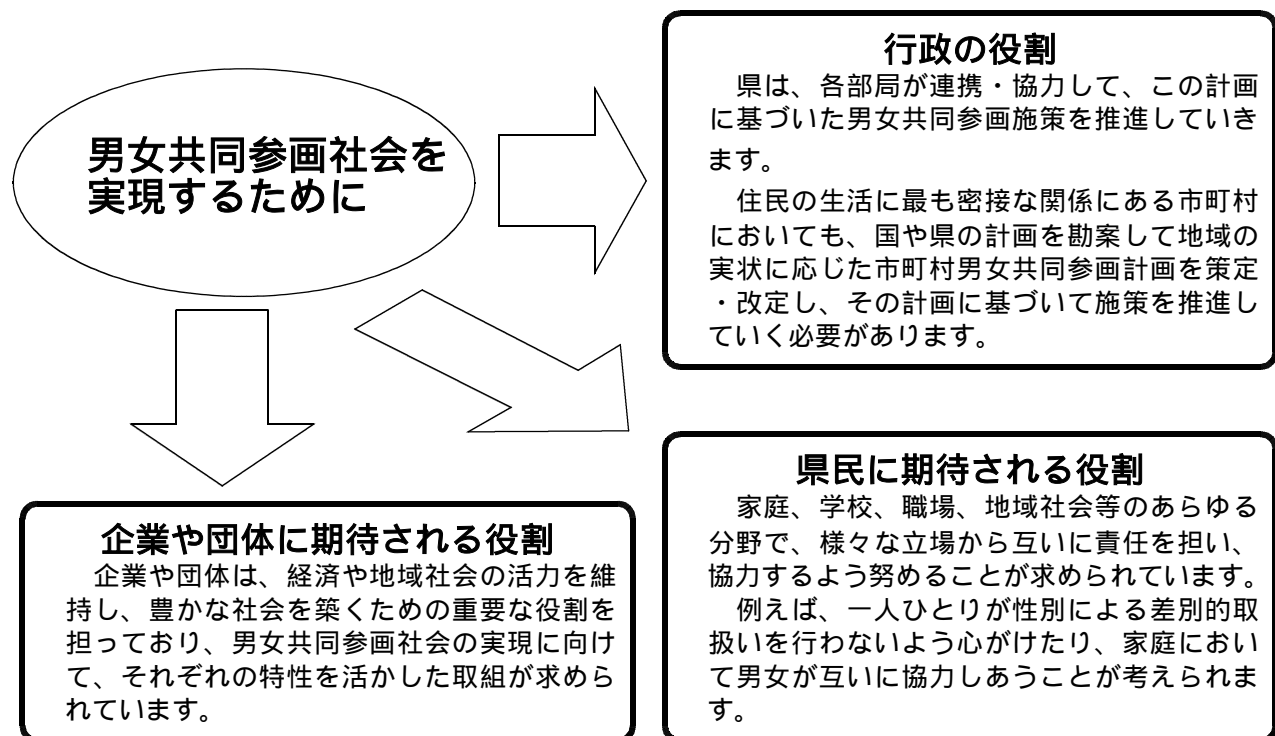 男女共同参画社会を
実現するために
行政の役割
県は、各部局が連携・協力して、この計画
に基づいた男女共同参画施策を推進していき
ます。
住民の生活に最も密接な関係にある市町村
においても、国や県の計画を勘案して地域の
実状に応じた市町村男女共同参画計画を策定
・改定し、その計画に基づいて施策を推進し
ていく必要があります。
企業や団体に期待される役割
企業や団体は、経済や地域社会の活力を維
持し、豊かな社会を築くための重要な役割を
担っており、男女共同参画社会の実現に向け
て、それぞれの特性を活かした取組が求めら
れています。
県民に期待される役割
家庭、学校、職場、地域社会等のあらゆる
分野で、様々な立場から互いに責任を担い、
協力するよう努めることが求められています。
例えば、一人ひとりが性別による差別的取
扱いを行わないよう心がけたり、家庭におい
て男女が互いに協力しあうことが考えられま
す。